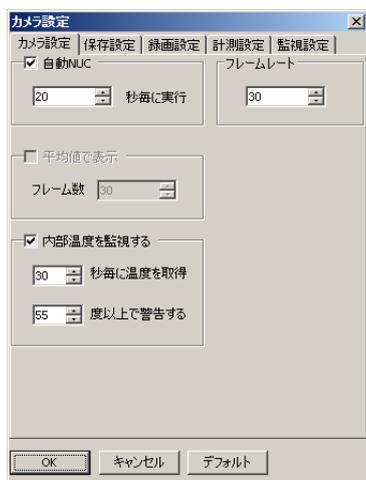 カメラ設定
カメラ設定 保存設定 録画設定 計測設定 監視設定
自動NUC
20 秒毎に実行
フレームレート
30
平均値で表示
フレーム数 30
内部温度を監視する
30 秒毎に温度を取得
55 度以上で警告する
OK キャンセル デフォルト